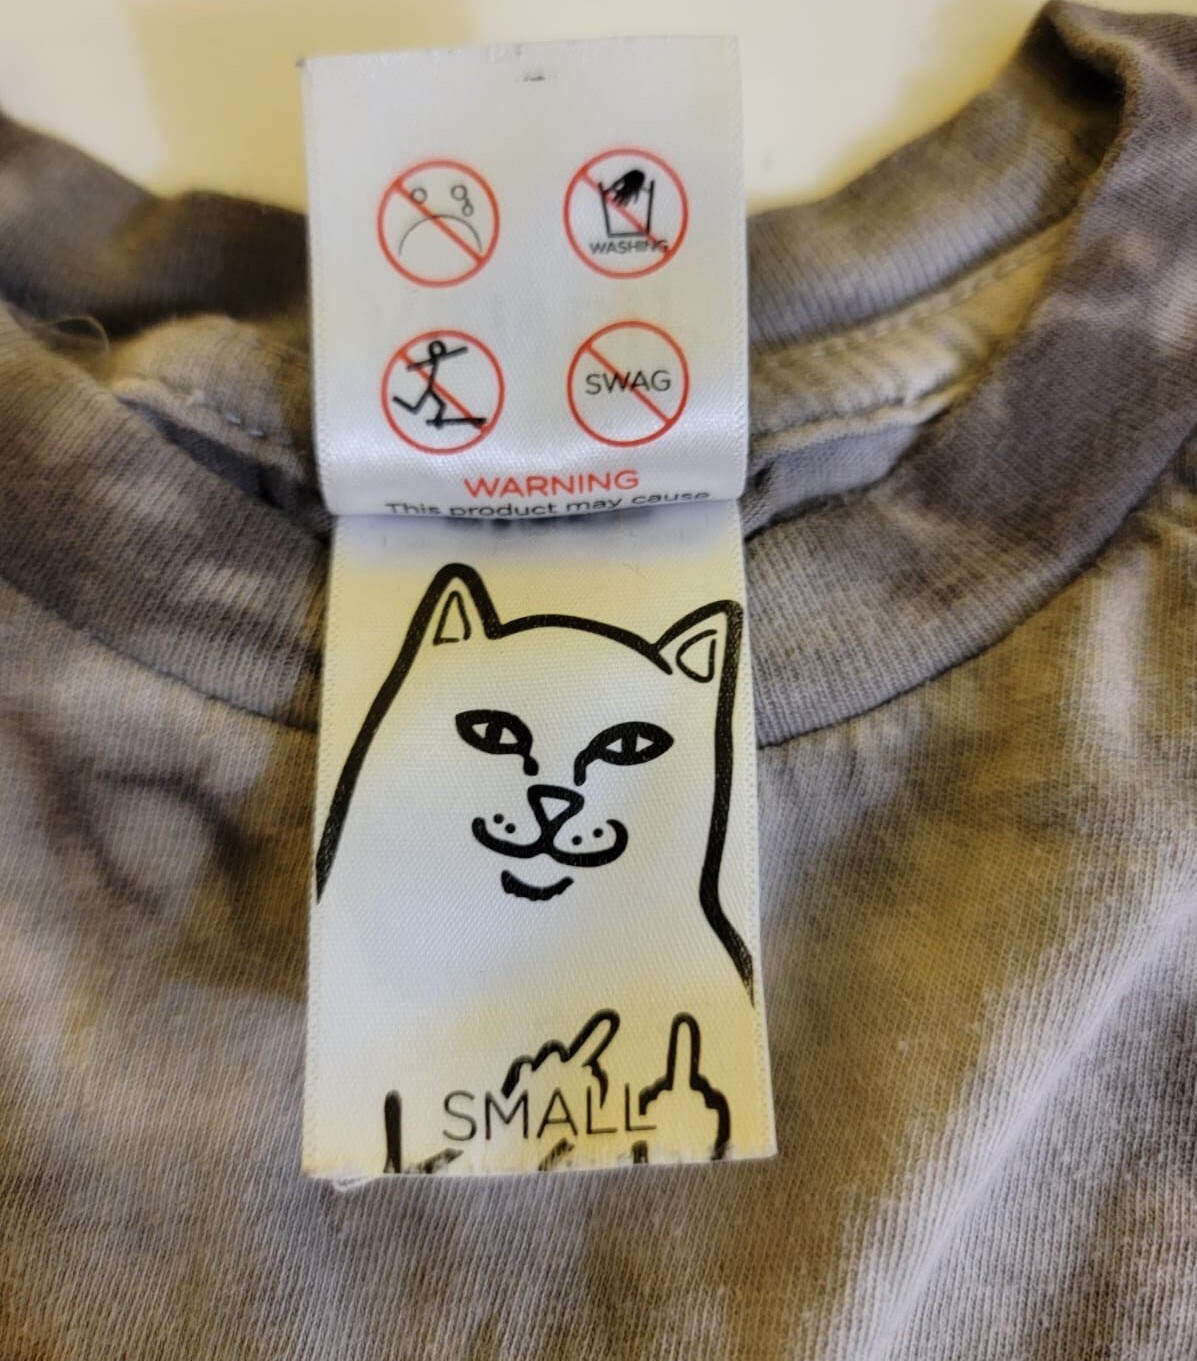 WASHING
SWAG
WARNING
This product may cause
SMALL